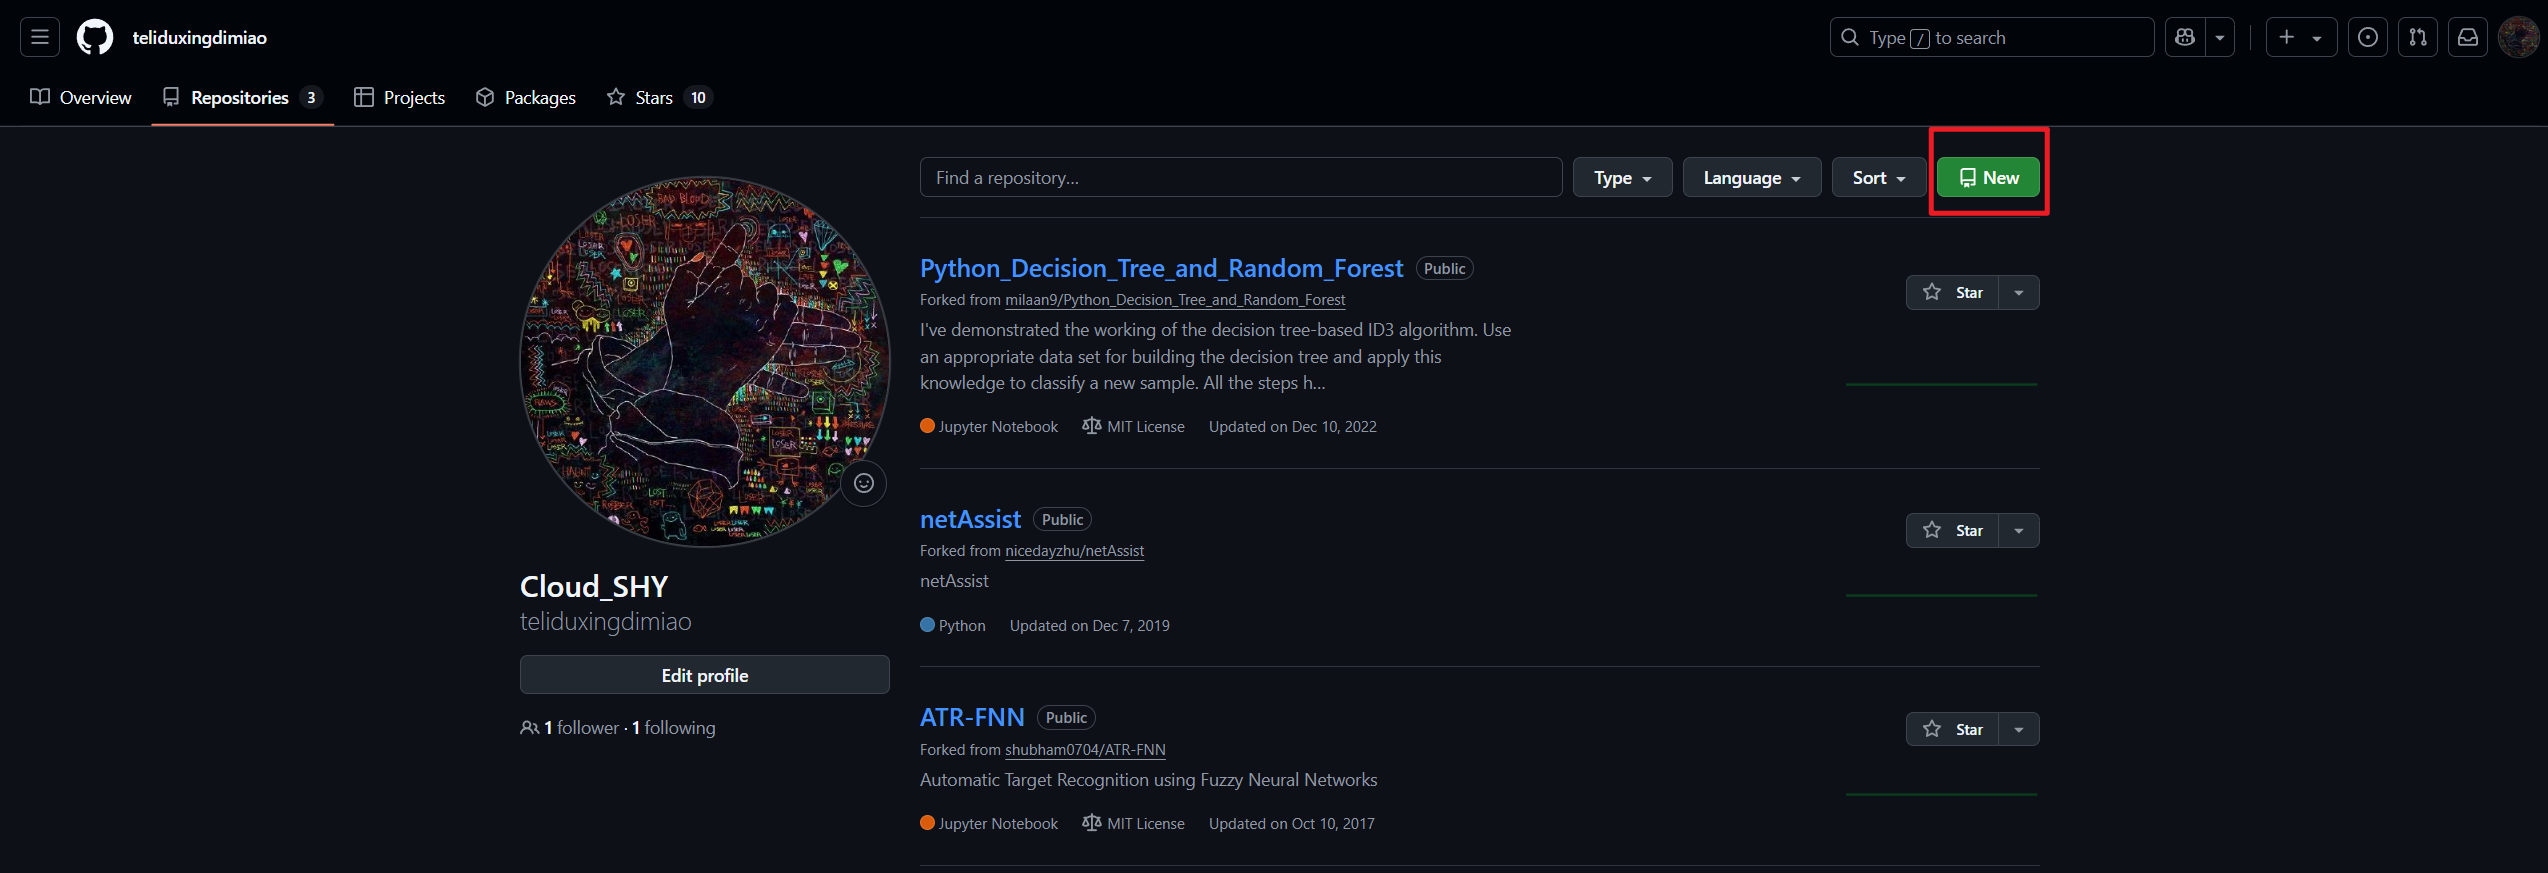 teliduxingdimiao
Type / to search
Overview
Repositories 3
Projects
Packages
Stars 10
Find a repository...
Type
Language
Sort
New
Python_Decision_Tree_and_Random_Forest Public
Forked from milaan9/Python_Decision_Tree_and_Random_Forest
I've demonstrated the working of the decision tree-based ID3 algorithm. Use
an appropriate data set for building the decision tree and apply this
knowledge to classify a new sample. All the steps h...
Jupyter Notebook MIT License Updated on Dec 10, 2022
Star
netAssist Public
Forked from nicedayzhu/netAssist
netAssist
Python Updated on Dec 7, 2019
Star
ATR-FNN Public
Forked from shubham0704/ATR-FNN
Automatic Target Recognition using Fuzzy Neural Networks
Jupyter Notebook MIT License Updated on Oct 10, 2017
Star
BAD BLOOD
LOSER
Cloud_SHY
teliduxingdimiao
Edit profile
1 follower · 1 following